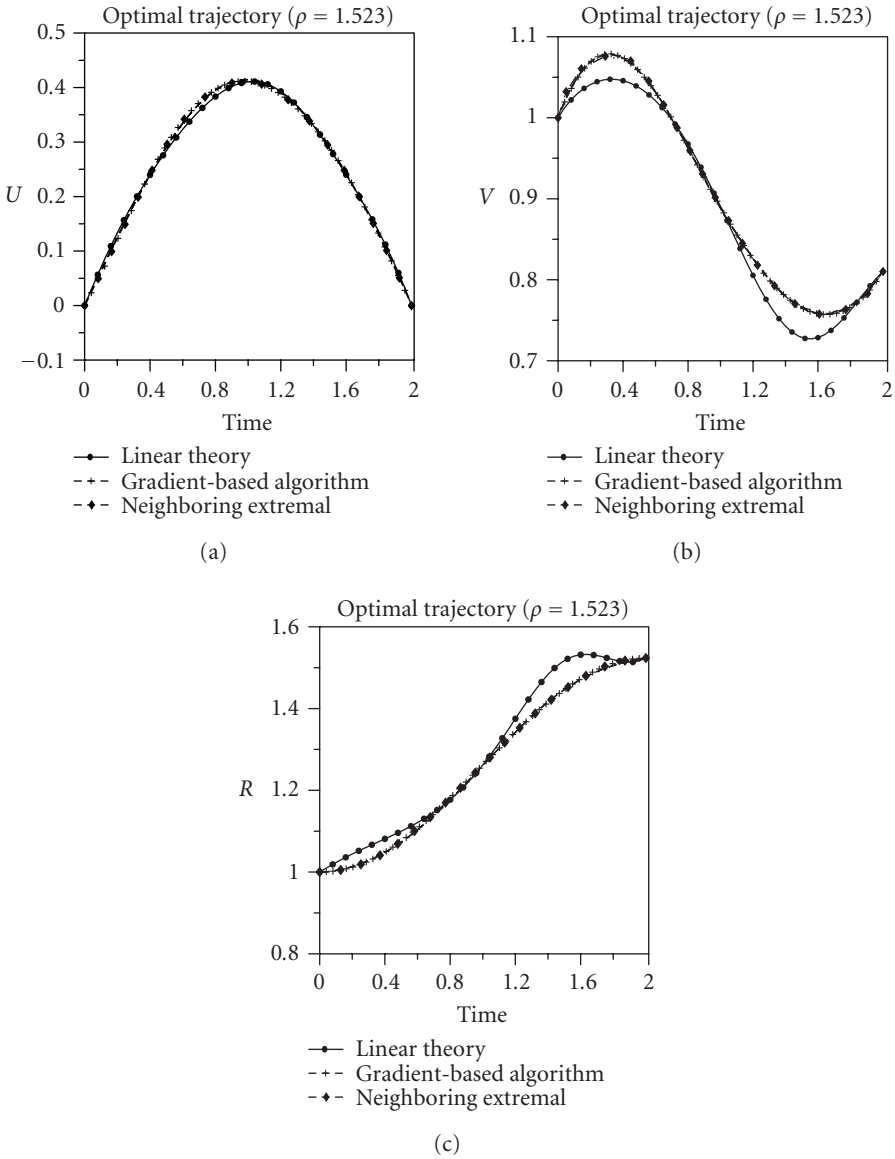 Optimal trajectory (ρ = 1.523)
0.5
0.4
0.3
U 0.2
0.1
0
−0.1
0 0.4 0.8 1.2 1.6 2
Time
Linear theory
Gradient-based algorithm
Neighboring extremal
(a)
Optimal trajectory (ρ = 1.523)
1.1
1
V 0.9
0.8
0.7
0 0.4 0.8 1.2 1.6 2
Time
Linear theory
Gradient-based algorithm
Neighboring extremal
(b)
Optimal trajectory (ρ = 1.523)
1.6
1.4
R 1.2
1
0.8
0 0.4 0.8 1.2 1.6 2
Time
Linear theory
Gradient-based algorithm
Neighboring extremal
(c)